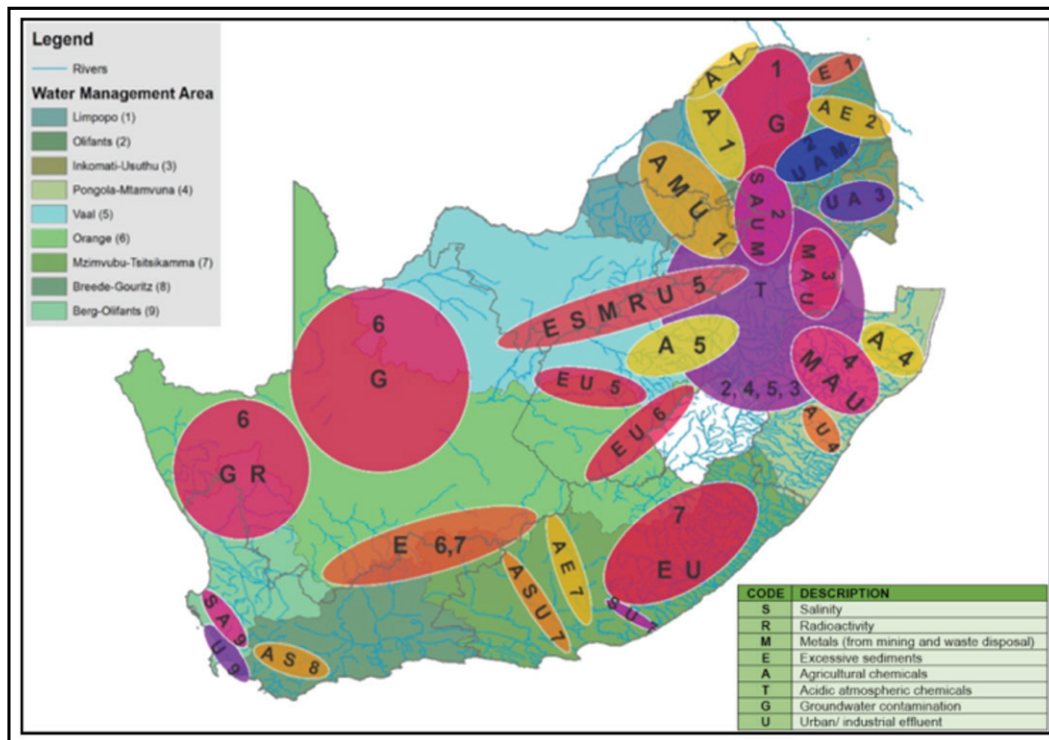 Legend
Rivers
Water Management Area
Limpopo (1)
Olifants (2)
Inkomati-Usuthu (3)
Pongola-Mtamvuna (4)
Vaal (5)
Orange (6)
Mzimvubu-Tsitsikamma (7)
Breede-Gouritz (8)
Berg-Olifants (9)
A 1
1
G
E 1
A 1
A E 2
2
U A M
A M U 1
S A U M 2
U A 3
M A U 3
T
E S M R U 5
A 5
2, 4, 5, 3
A 4
M A U 4
A U 4
6
G
E U 5
E U 6
6
G R
7
E U
E 6,7
A E 7
A S U 7
S U 7
S A 9
U 9
A S 8
CODE DESCRIPTION
S Salinity
R Radioactivity
M Metals (from mining and waste disposal)
E Excessive sediments
A Agricultural chemicals
T Acidic atmospheric chemicals
G Groundwater contamination
U Urban/ industrial effluent